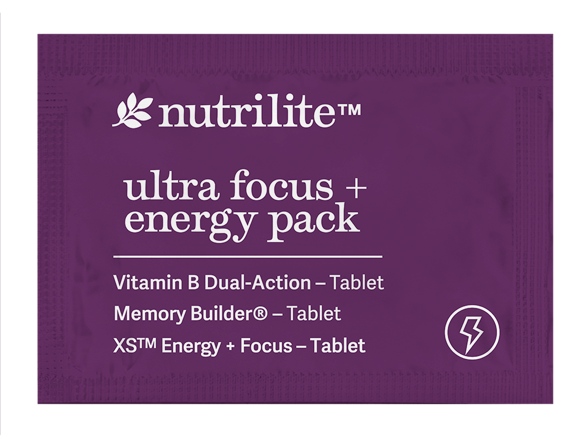 nutrilite™
ultra focus +
energy pack
Vitamin B Dual-Action – Tablet
Memory Builder® – Tablet
XS™ Energy + Focus – Tablet